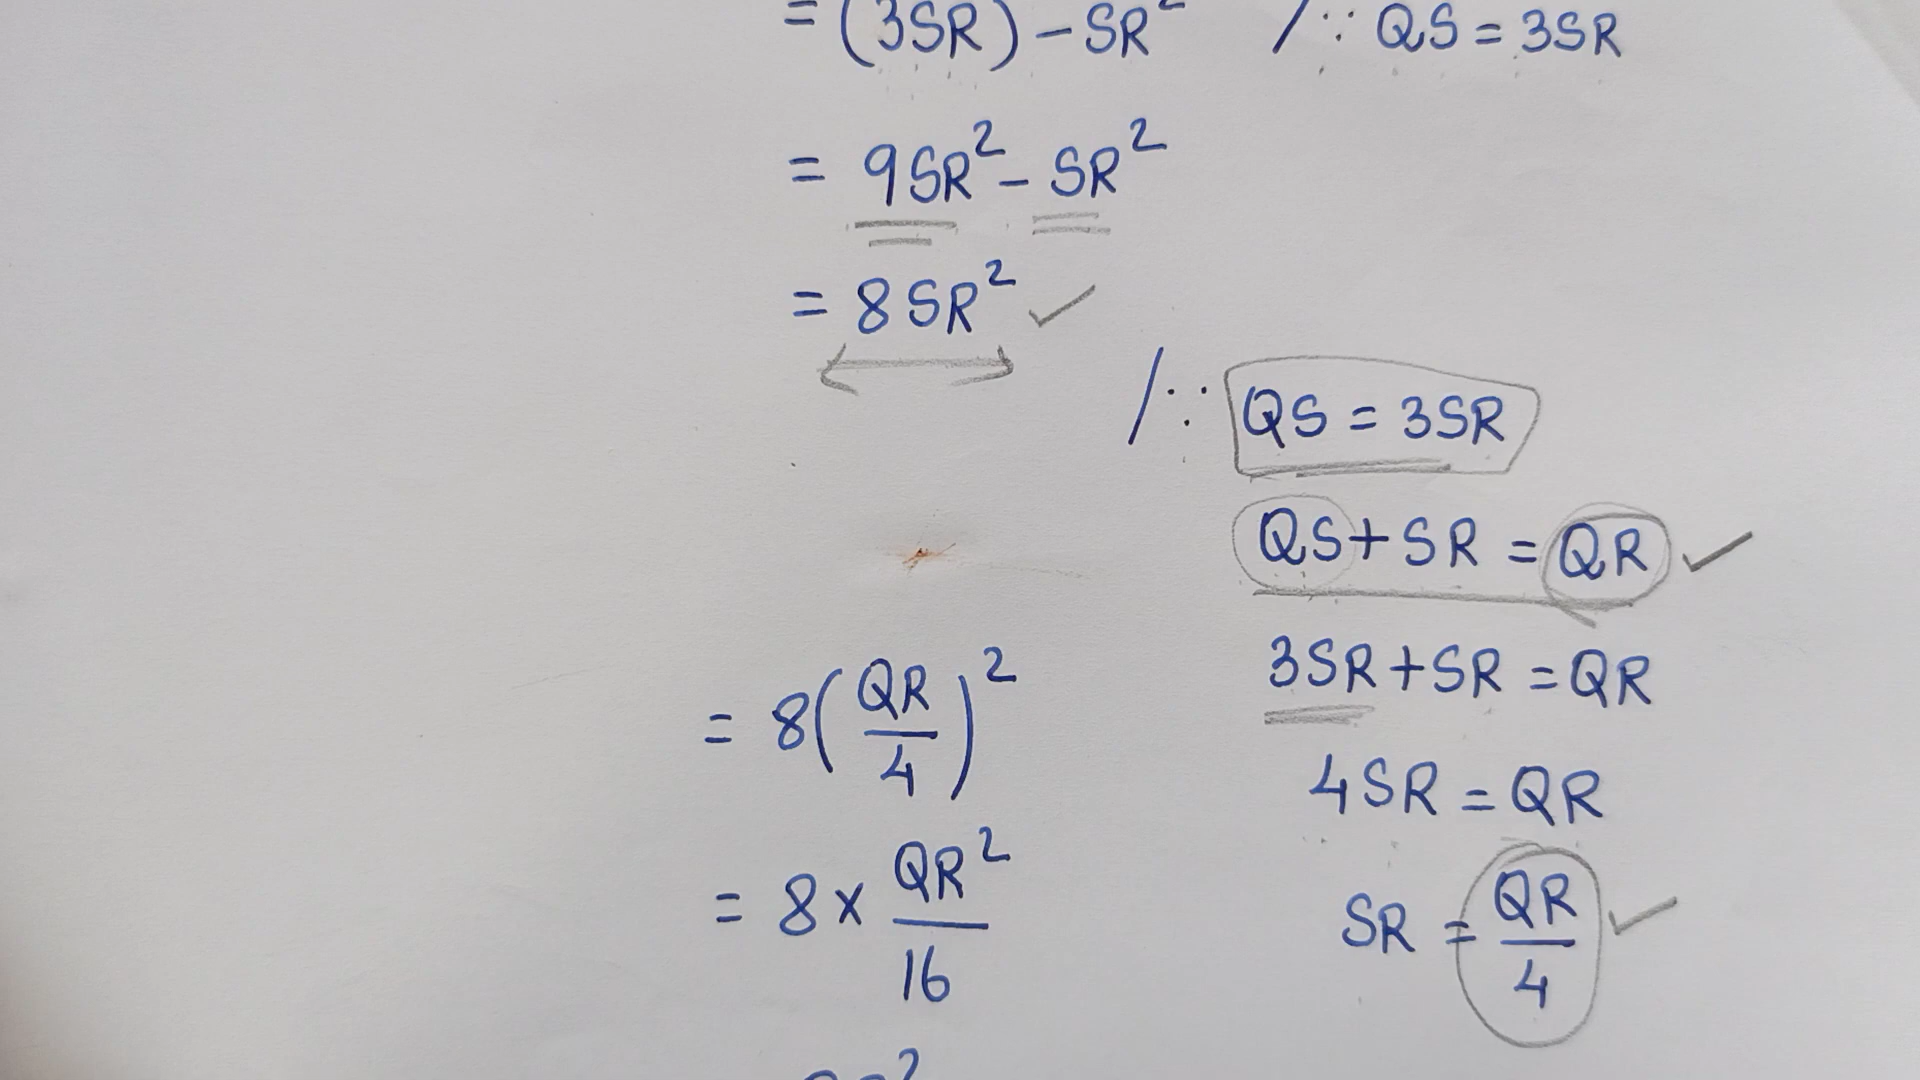 = (3SR) - SR² / ∵ QS = 3SR
= 9SR² - SR²
= 8SR² ✓
/ ∵ QS = 3SR
QS + SR = QR ✓
3SR + SR = QR
= 8(QR/4)²
4SR = QR
= 8 × QR²/16
SR = QR/4 ✓